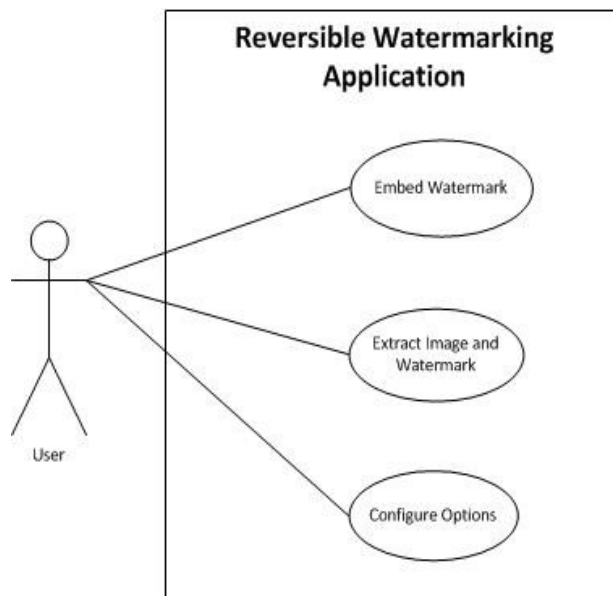 Reversible Watermarking
Application
Embed Watermark
Extract Image and
Watermark
User
Configure Options